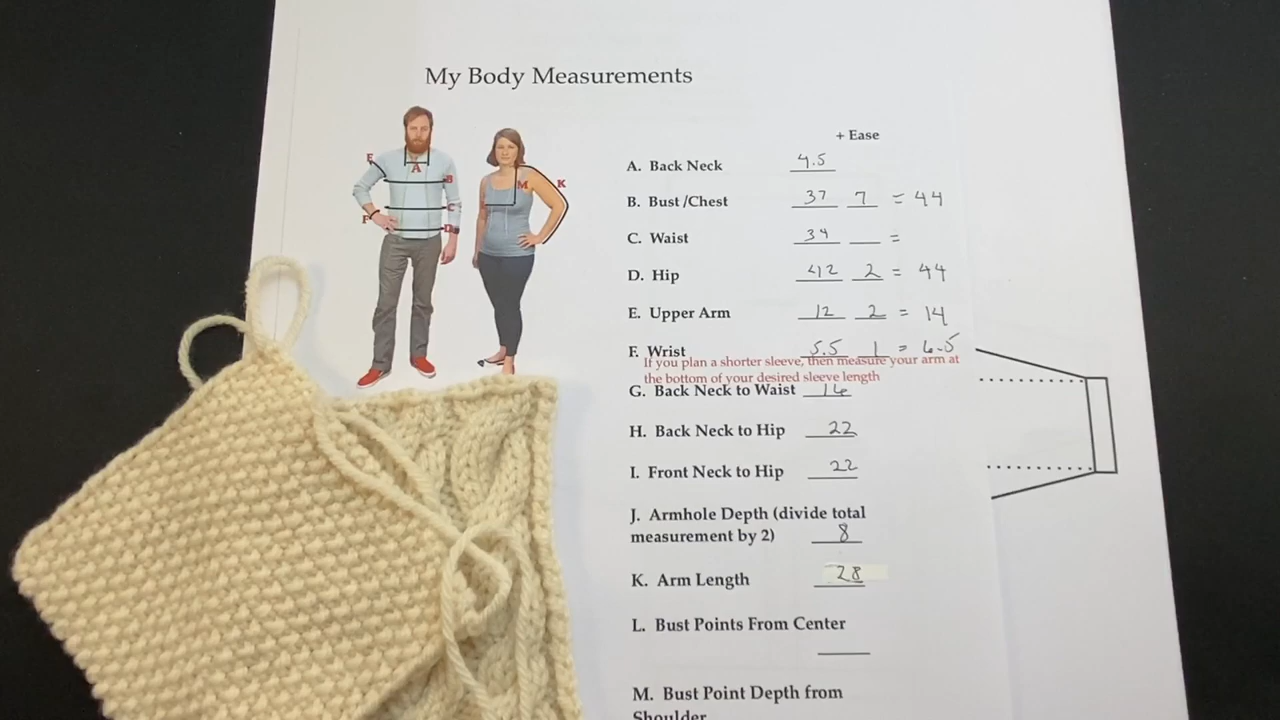 My Body Measurements
+ Ease
A. Back Neck 4.5
B. Bust /Chest 37 7 = 44
C. Waist 34 =
D. Hip 42 2 = 44
E. Upper Arm 12 2 = 14
F. Wrist 5.5 1 = 6.5
If you plan a shorter sleeve, then measure your arm at
the bottom of your desired sleeve length
G. Back Neck to Waist 16
H. Back Neck to Hip 22
I. Front Neck to Hip 22
J. Armhole Depth (divide total
measurement by 2) 8
K. Arm Length 28
L. Bust Points From Center
M. Bust Point Depth from
Shoulder
E
A
B
C
F
D
M
K